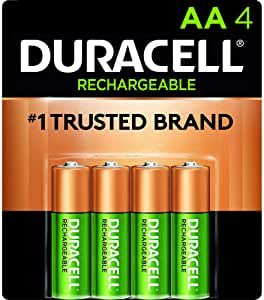 AA 4
DURACELL®
RECHARGEABLE
#1 TRUSTED BRAND
DURACELL
RECHARGEABLE
DURACELL
RECHARGEABLE
DURACELL
RECHARGEABLE
DURACELL
RECHARGEABLE